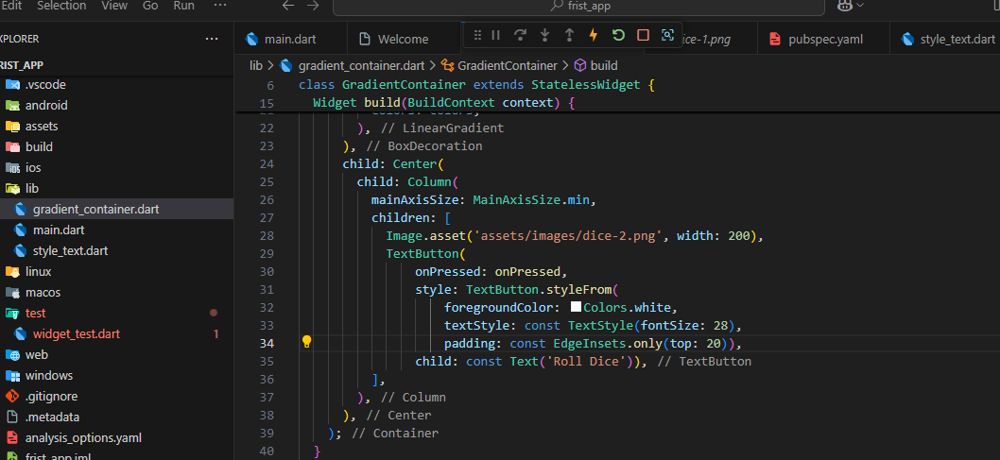 Edit Selection View Go Run ···
frist_app
EXPLORER ···
main.dart Welcome ice-1.png pubspec.yaml style_text.dart
lib > gradient_container.dart > GradientContainer > build
RIST_APP
.vscode
android
assets
build
ios
lib
gradient_container.dart
main.dart
style_text.dart
linux
macos
test
widget_test.dart 1
web
windows
.gitignore
.metadata
analysis_options.yaml
frist_app.iml
6 class GradientContainer extends StatelessWidget {
15 Widget build(BuildContext context) {
22 ), // LinearGradient
23 ), // BoxDecoration
24 child: Center(
25 child: Column(
26 mainAxisSize: MainAxisSize.min,
27 children: [
28 Image.asset('assets/images/dice-2.png', width: 200),
29 TextButton(
30 onPressed: onPressed,
31 style: TextButton.styleFrom(
32 foregroundColor: Colors.white,
33 textStyle: const TextStyle(fontSize: 28),
34 padding: const EdgeInsets.only(top: 20)),
35 child: const Text('Roll Dice')), // TextButton
36 ],
37 ), // Column
38 ), // Center
39 ); // Container
40 }